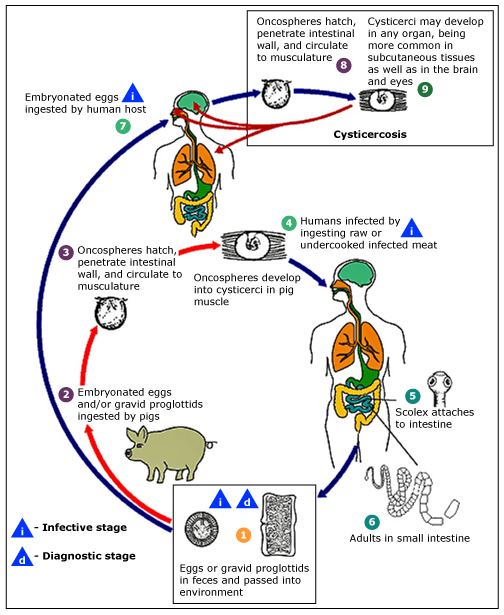 Oncospheres hatch,
penetrate intestinal
wall, and circulate
to musculature
8
Cysticerci may develop
in any organ, being
more common in
subcutaneous tissues
as well as in the brain
and eyes
9
Cysticercosis
Embryonated eggs i
ingested by human host
7
4 Humans infected by
ingesting raw or
undercooked infected meat
i
3 Oncospheres hatch,
penetrate intestinal
wall, and circulate to
musculature
Oncospheres develop
into cysticerci in pig
muscle
2 Embryonated eggs
and/or gravid proglottids
ingested by pigs
5
Scolex attaches
to intestine
6
Adults in small intestine
i d
1
Eggs or gravid proglottids
in feces and passed into
environment
i - Infective stage
d - Diagnostic stage